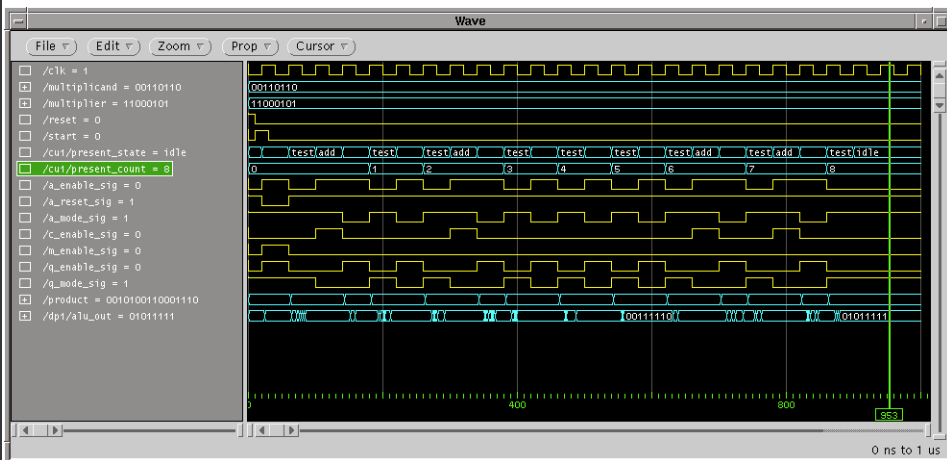 Wave
File Edit Zoom Prop Cursor
/clk = 1
/multiplicand = 00110110 00110110
/multiplier = 11000101 11000101
/reset = 0
/start = 0
/cu1/present_state = idle test add test test add test test test test add test add test idle
/cu1/present_count = 8 0 1 2 3 4 5 6 7 8
/a_enable_sig = 0
/a_reset_sig = 1
/a_mode_sig = 1
/c_enable_sig = 0
/m_enable_sig = 0
/q_enable_sig = 0
/q_mode_sig = 1
/product = 0010100110001110
/dp1/alu_out = 01011111 00111110 01011111
400 800
953
0 ns to 1 us